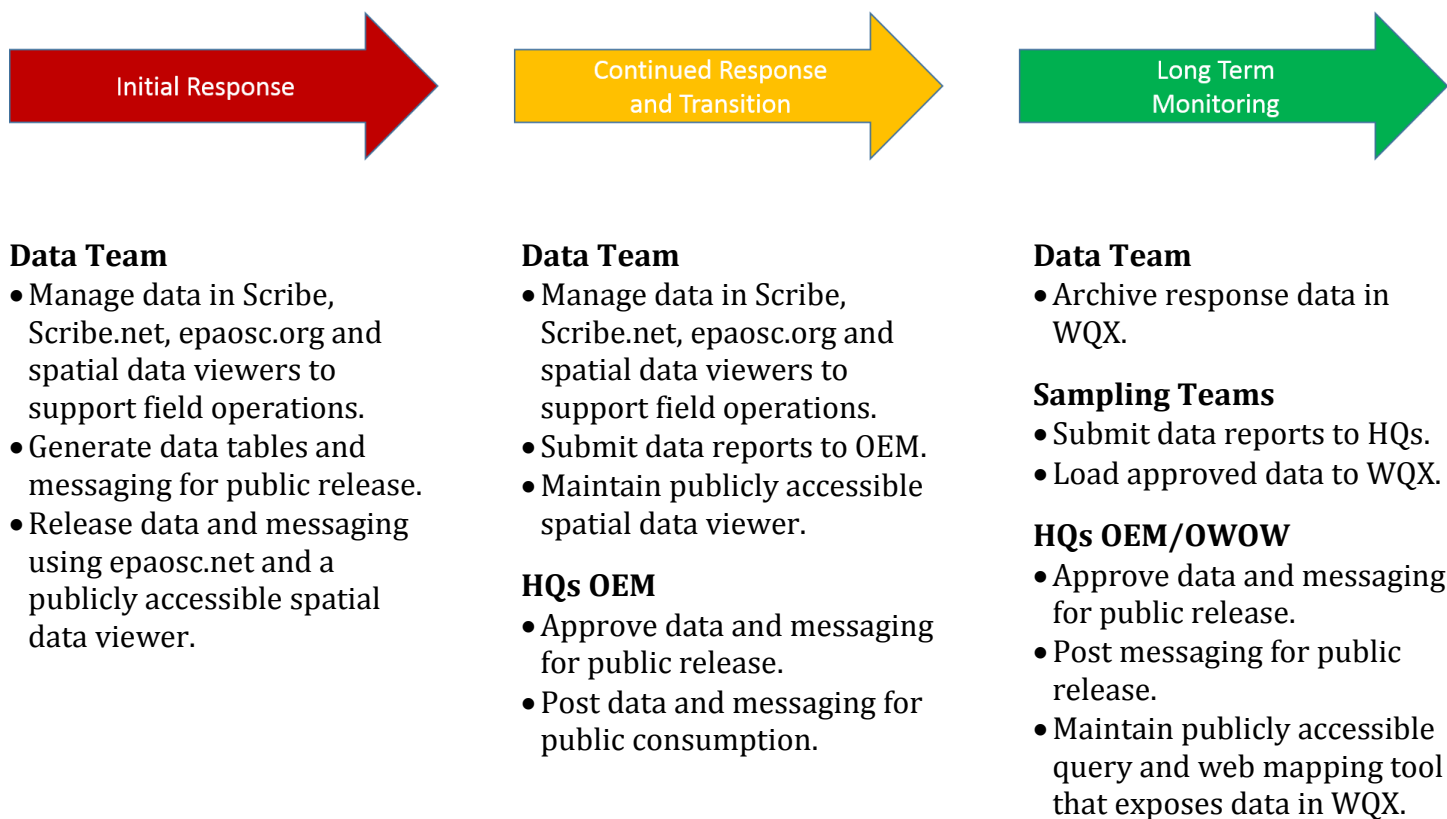 Initial Response
Continued Response
and Transition
Long Term
Monitoring
Data Team
• Manage data in Scribe,
Scribe.net, epaosc.org and
spatial data viewers to
support field operations.
• Generate data tables and
messaging for public release.
• Release data and messaging
using epaosc.net and a
publicly accessible spatial
data viewer.
Data Team
• Manage data in Scribe,
Scribe.net, epaosc.org and
spatial data viewers to
support field operations.
• Submit data reports to OEM.
• Maintain publicly accessible
spatial data viewer.
HQs OEM
• Approve data and messaging
for public release.
• Post data and messaging for
public consumption.
Data Team
• Archive response data in
WQX.
Sampling Teams
• Submit data reports to HQs.
• Load approved data to WQX.
HQs OEM/OWOW
• Approve data and messaging
for public release.
• Post messaging for public
release.
• Maintain publicly accessible
query and web mapping tool
that exposes data in WQX.